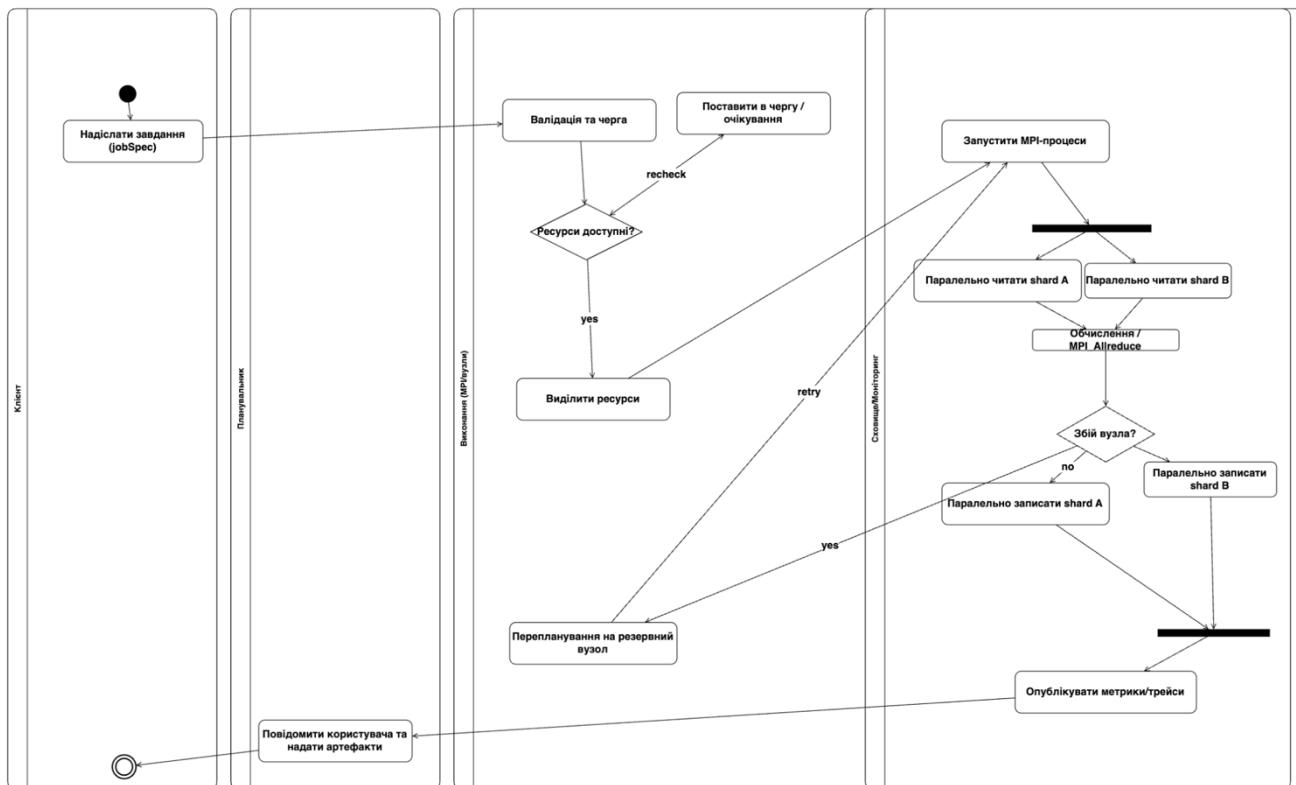 Клієнт
Планувальник
Виконання (MPI/вузли)
Сховище/Моніторинг
Надіслати завдання
(jobSpec)
Валідація та черга
Поставити в чергу /
очікування
recheck
Ресурси доступні?
yes
Виділити ресурси
retry
Перепланування на резервний
вузол
Запустити MPI-процеси
Паралельно читати shard A
Паралельно читати shard B
Обчислення /
MPI_Allreduce
Збій вузла?
no
yes
Паралельно записати shard A
Паралельно записати
shard B
Опублікувати метрики/трейси
Повідомити користувача та
надати артефакти